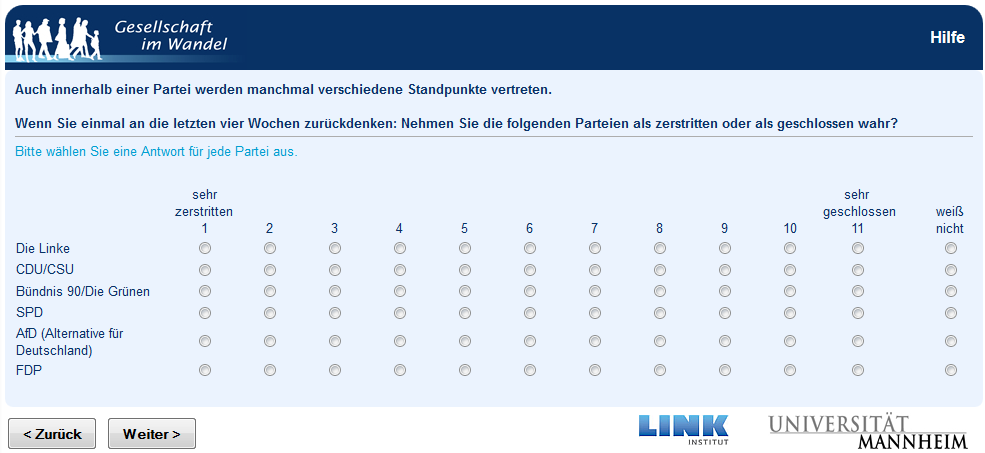 Gesellschaft
im Wandel
Hilfe
Auch innerhalb einer Partei werden manchmal verschiedene Standpunkte vertreten.
Wenn Sie einmal an die letzten vier Wochen zurückdenken: Nehmen Sie die folgenden Parteien als zerstritten oder als geschlossen wahr?
Bitte wählen Sie eine Antwort für jede Partei aus.
sehr sehr
zerstritten geschlossen weiß
1 2 3 4 5 6 7 8 9 10 11 nicht
Die Linke
CDU/CSU
Bündnis 90/Die Grünen
SPD
AfD (Alternative für
Deutschland)
FDP
< Zurück Weiter >
LINK
INSTITUT
UNIVERSITÄT
MANNHEIM